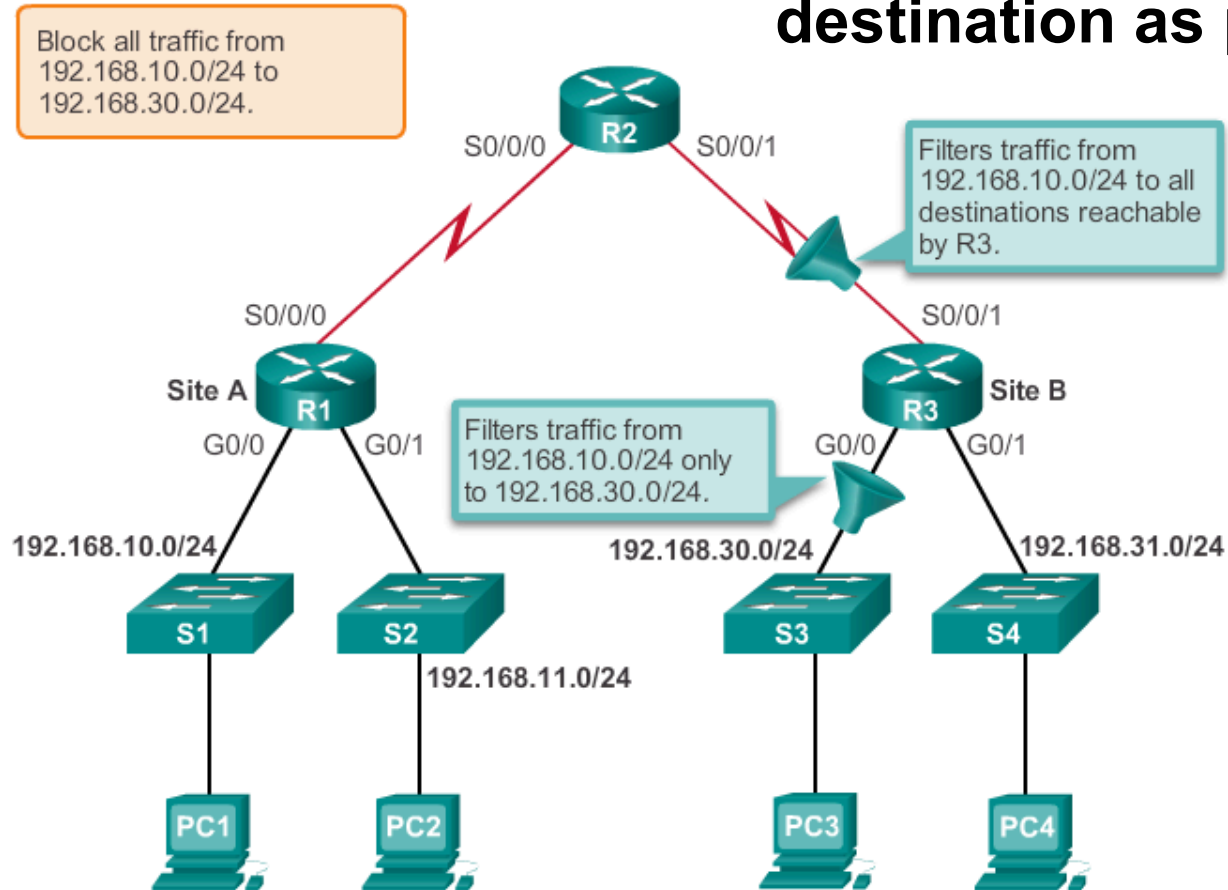 destination as
Block all traffic from
192.168.10.0/24 to
192.168.30.0/24.
R2
S0/0/0
S0/0/1
Filters traffic from
192.168.10.0/24 to all
destinations reachable
by R3.
S0/0/0
S0/0/1
Site A
R1
R3
Site B
G0/0
G0/1
Filters traffic from
192.168.10.0/24 only
to 192.168.30.0/24.
G0/0
G0/1
192.168.10.0/24
192.168.30.0/24
192.168.31.0/24
S1
S2
S3
S4
192.168.11.0/24
PC1
PC2
PC3
PC4